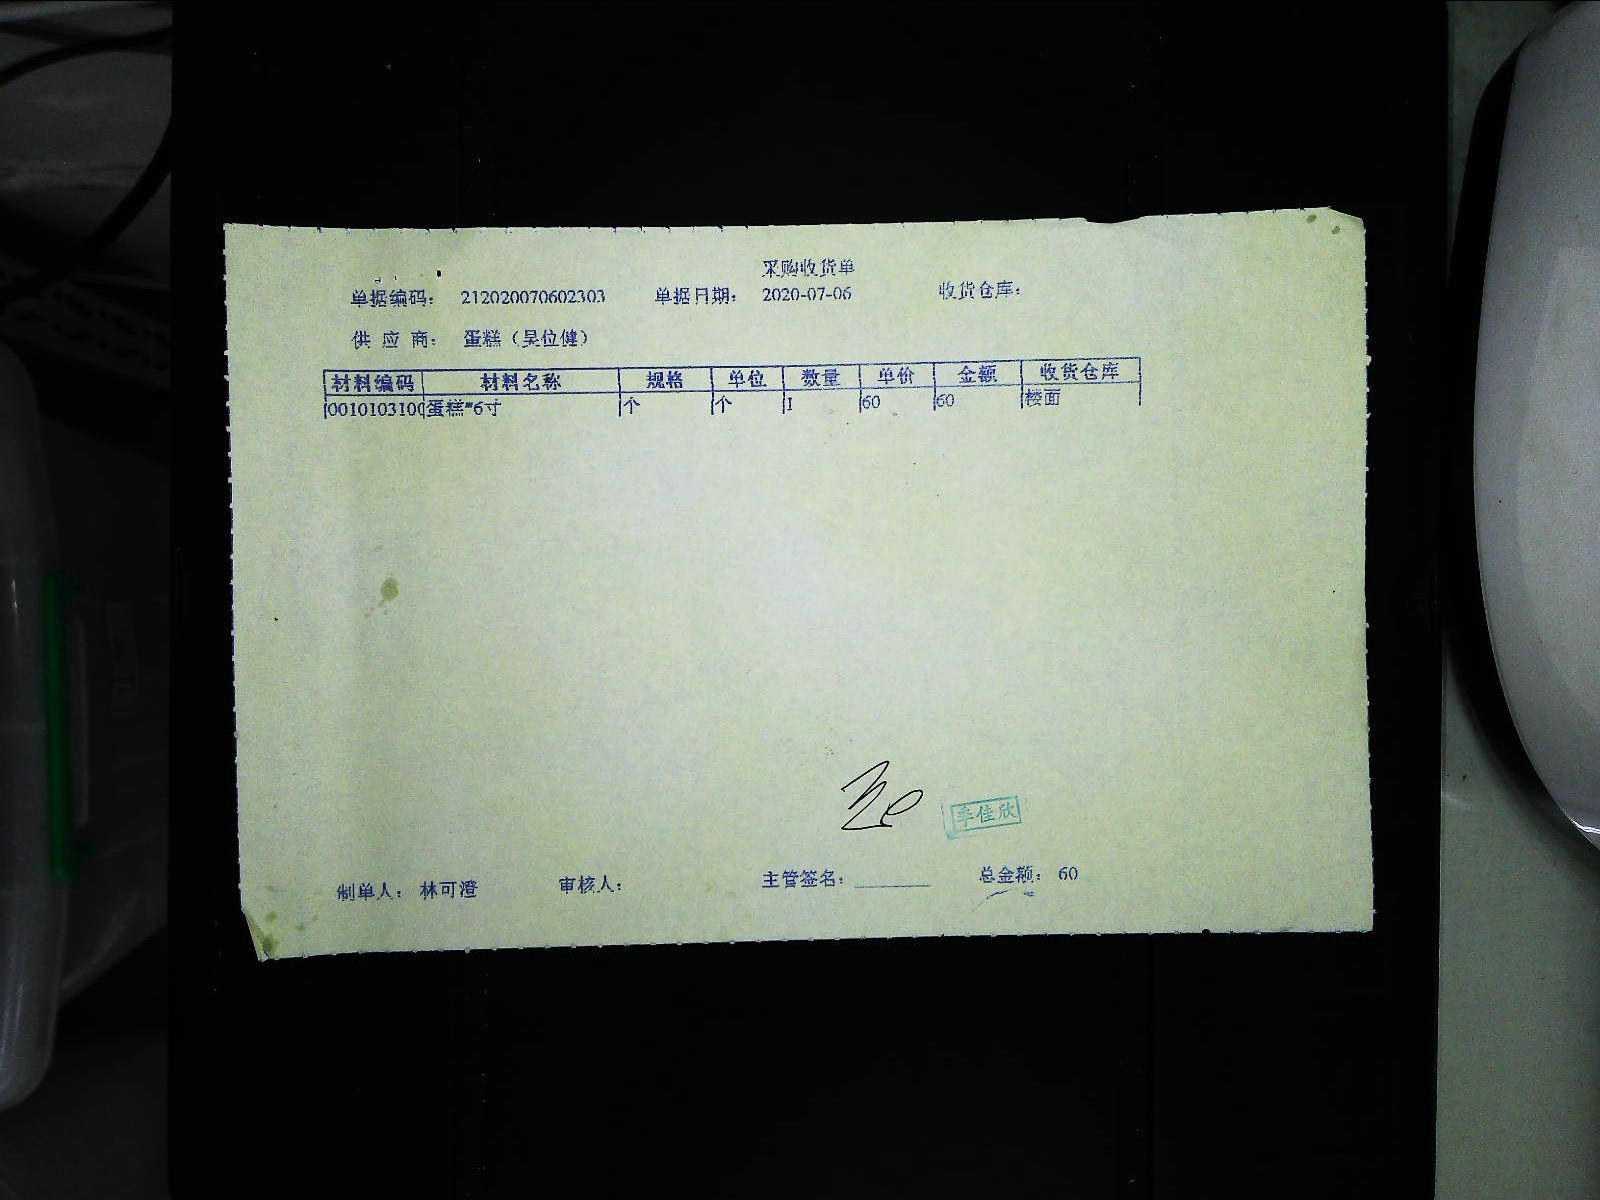 采购收货单
单据编码： 212020070602303 单据日期： 2020-07-06 收货仓库：
供 应 商： 蛋糕（吴位健）
材料编码 材料名称 规格 单位 数量 单价 金额 收货仓库
0010103100 蛋糕*6寸 个 个 1 60 60 楼面
李佳欣
制单人： 林可澄 审核人： 主管签名：________ 总金额： 60